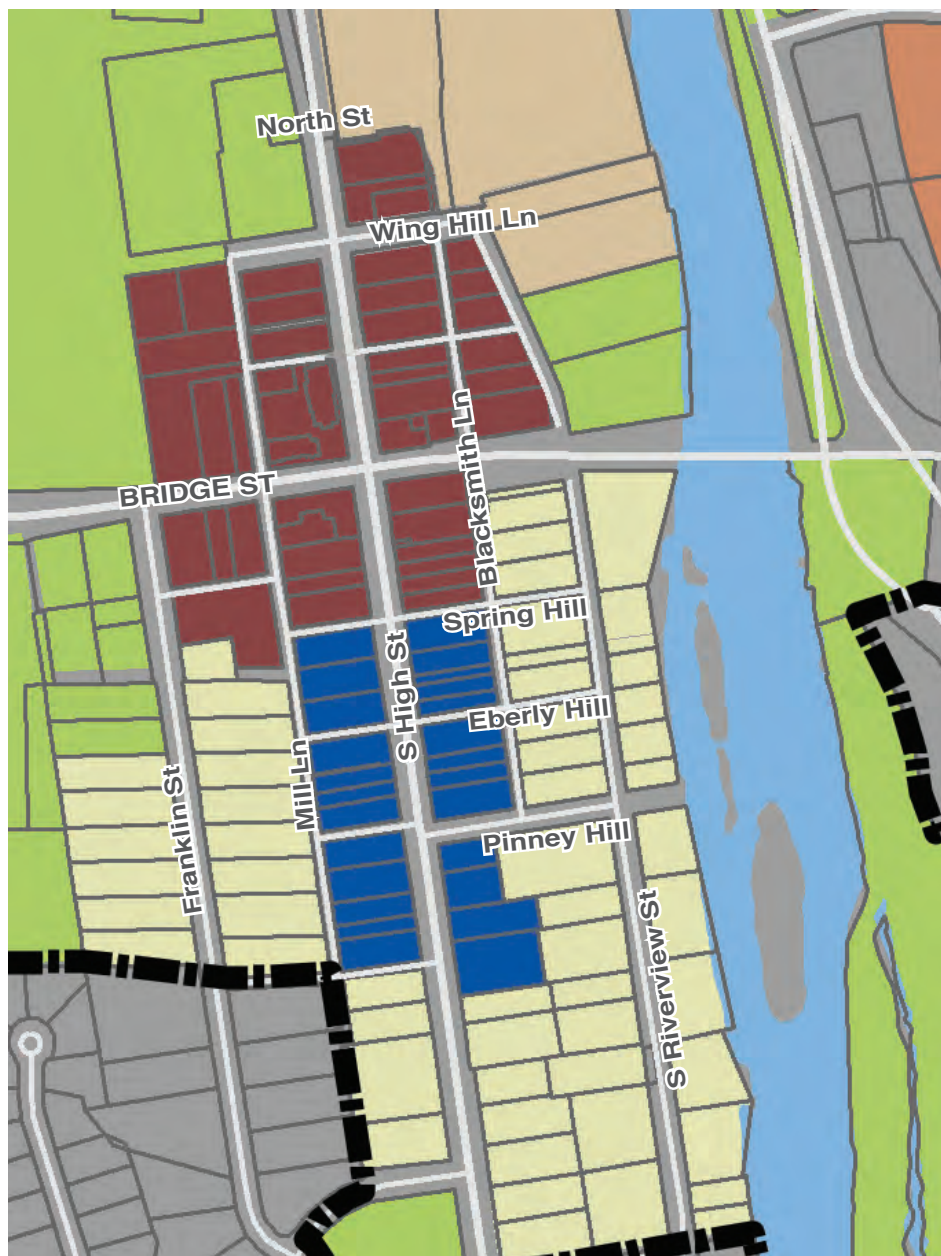 North St
Wing Hill Ln
Blacksmith Ln
BRIDGE ST
Spring Hill
S High St
Eberly Hill
Mill Ln
Franklin St
Pinney Hill
S Riverview St